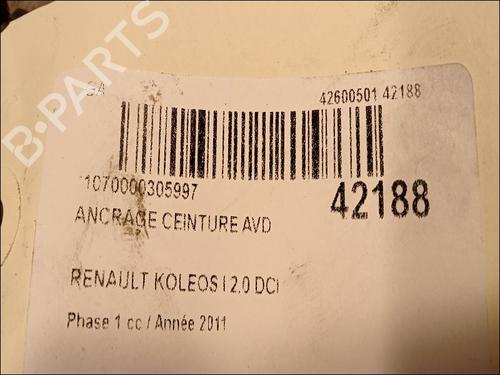 B-PARTS
42600501 42188
1070000305997
42188
ANCRAGE CEINTURE AVD
RENAULT KOLEOS I 2.0 DCi
Phase 1 cc / Année 2011